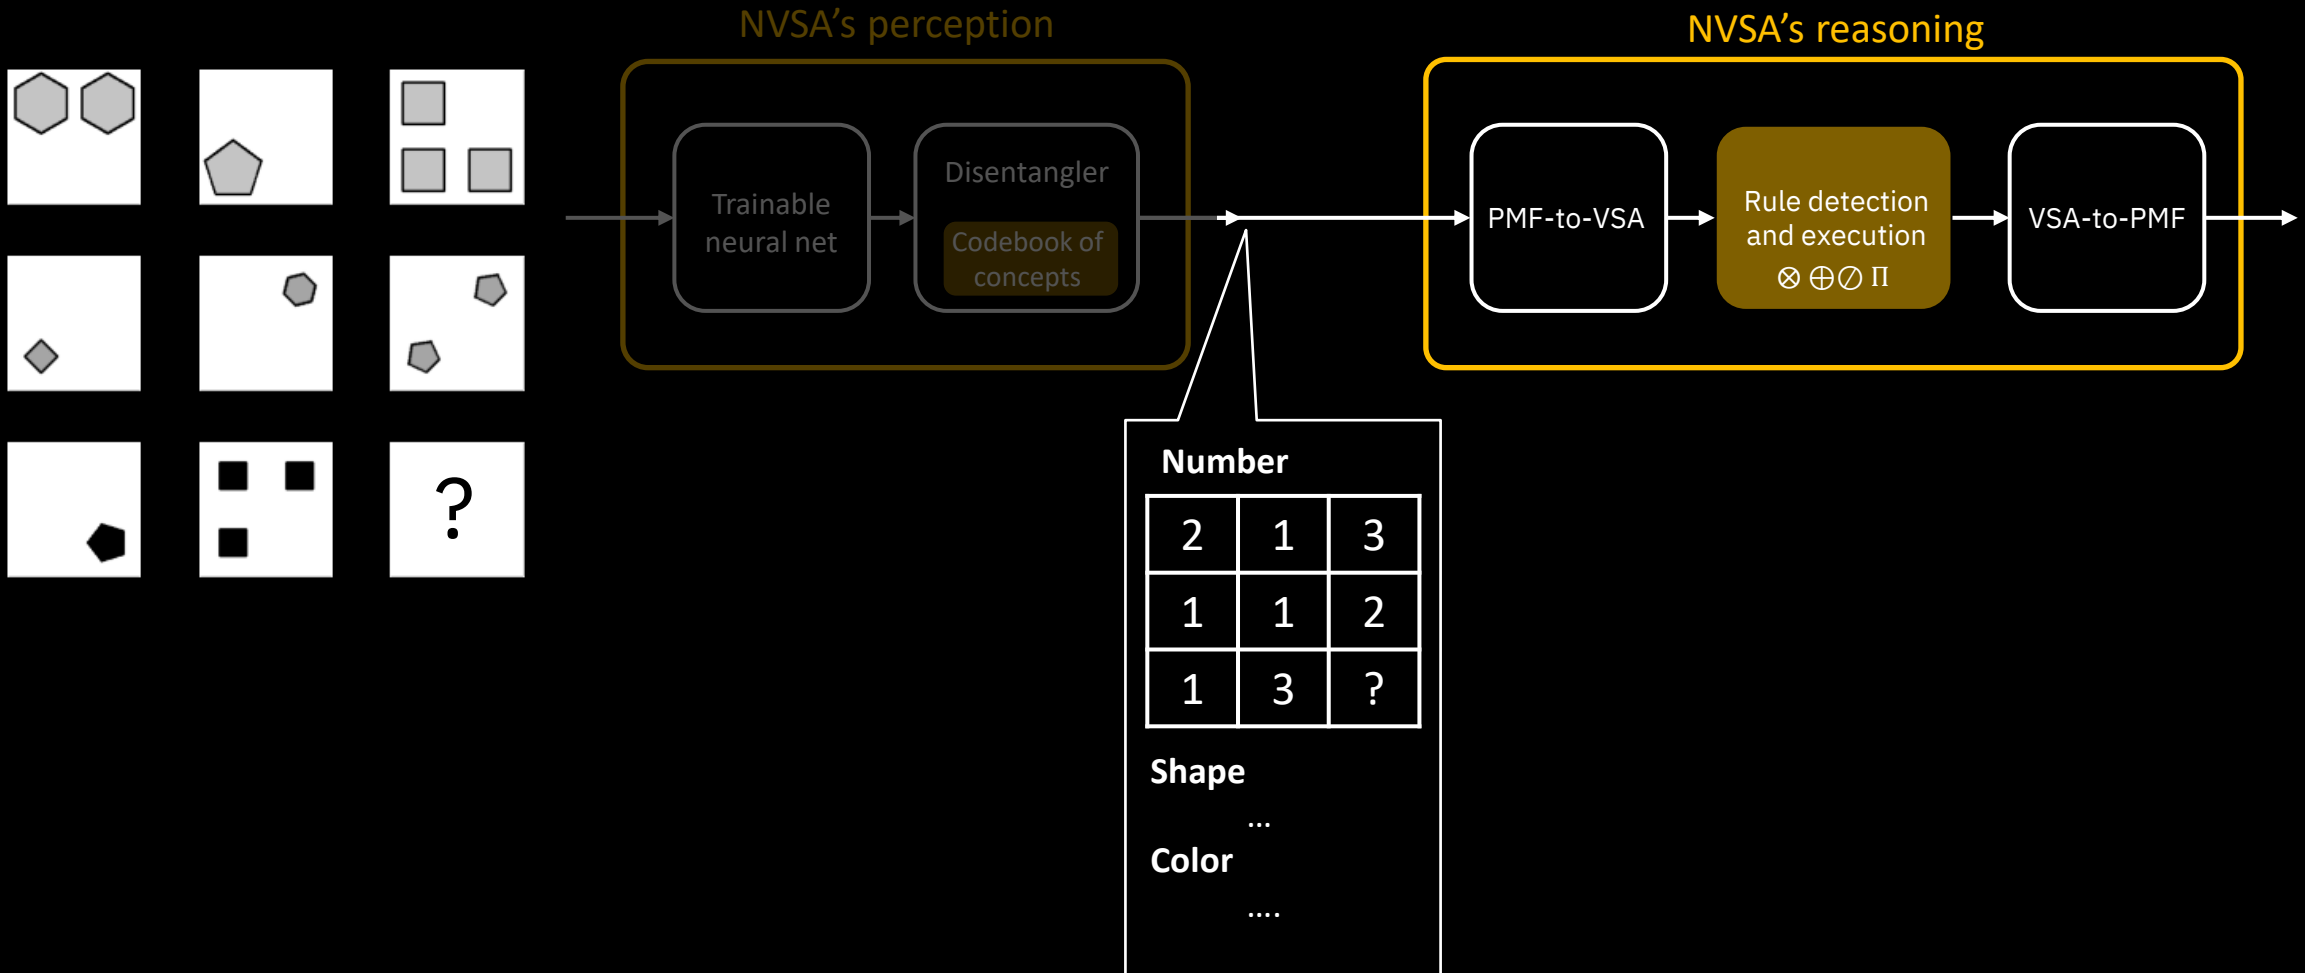 NVSA's perception
NVSA's reasoning
Trainable
neural net
Disentangler
Codebook of
concepts
PMF-to-VSA
Rule detection
and execution
⊗ ⊕⊘ Π
VSA-to-PMF
?
Number
2 1 3
1 1 2
1 3 ?
Shape
...
Color
....